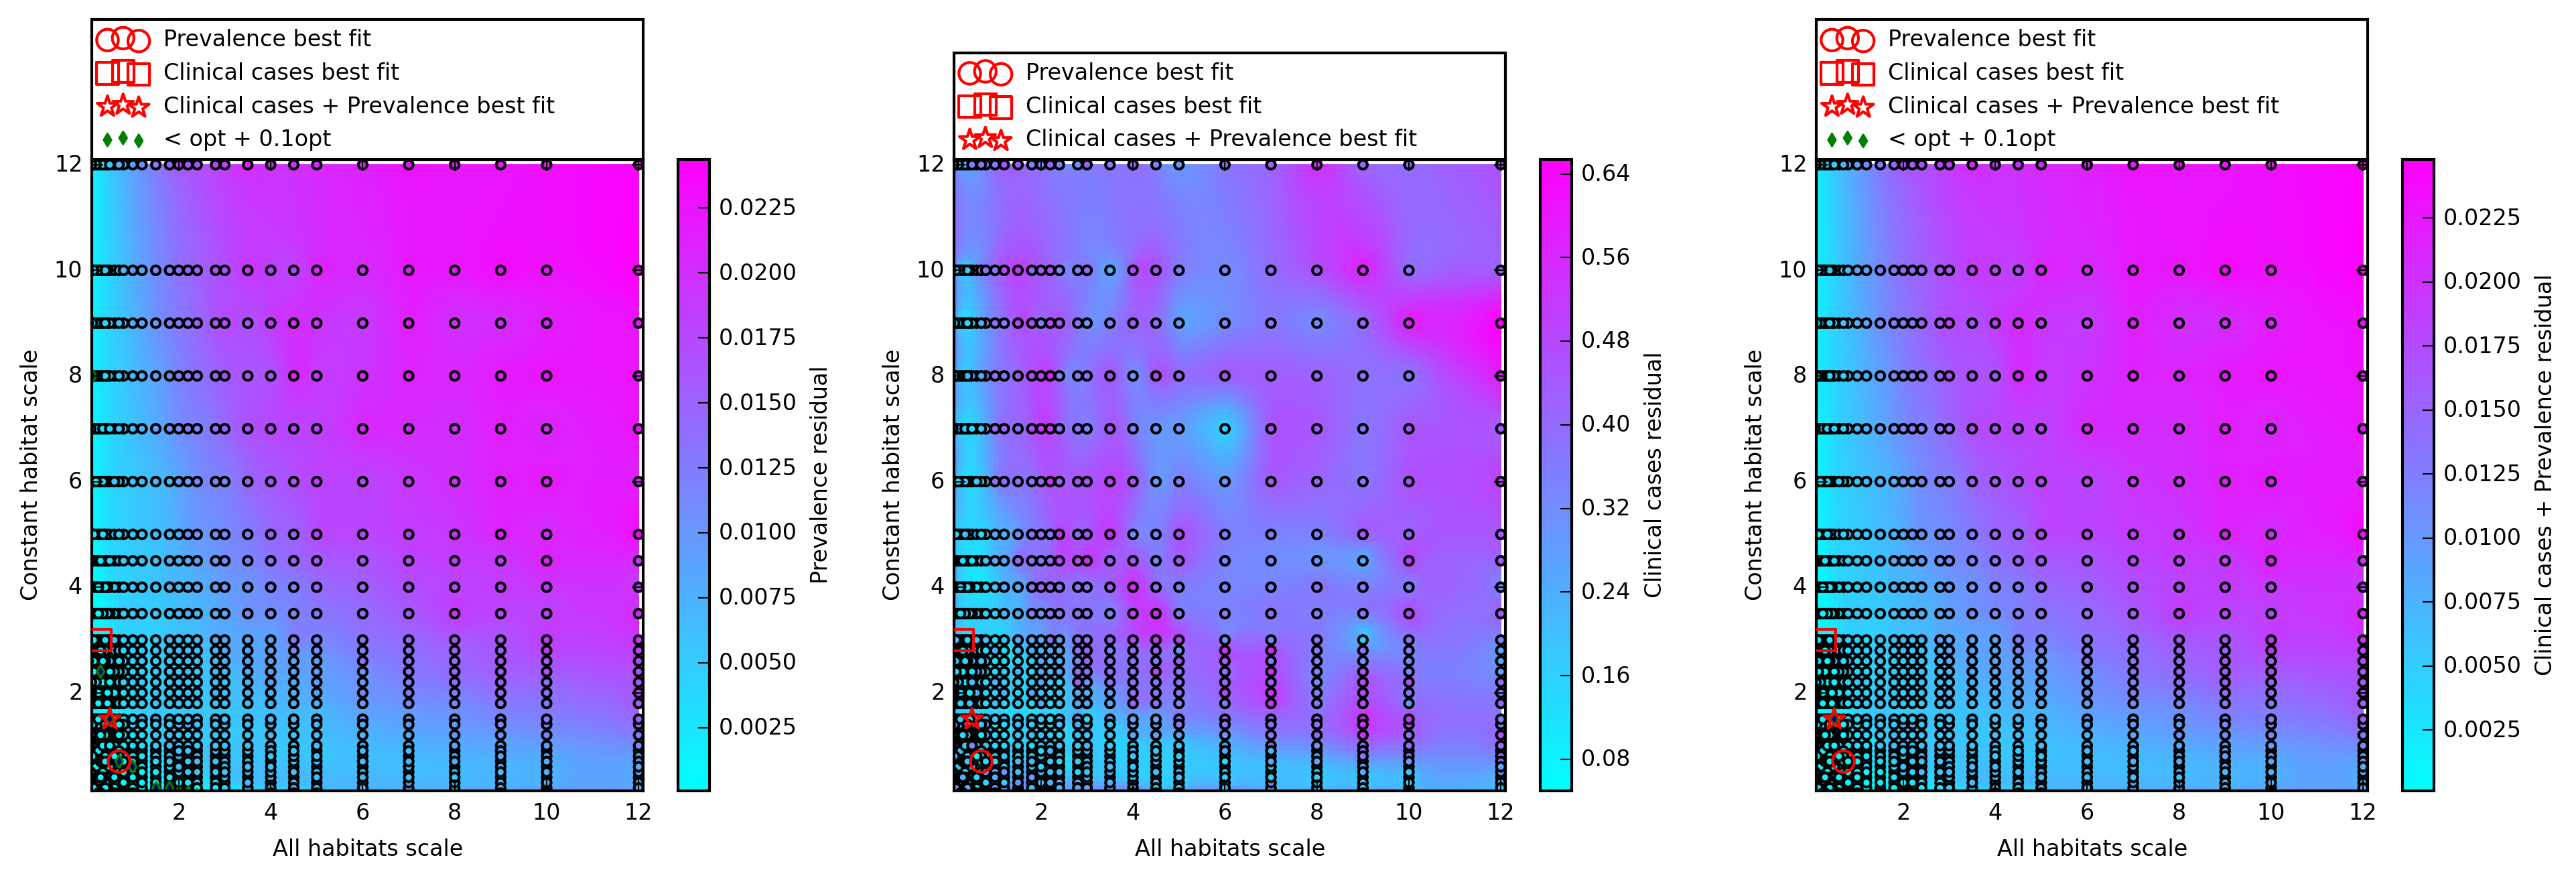 Prevalence best fit
Clinical cases best fit
Clinical cases + Prevalence best fit
< opt + 0.1opt
12
10
8
6
4
2
Constant habitat scale
2 4 6 8 10 12
All habitats scale
0.0225
0.0200
0.0175
0.0150
0.0125
0.0100
0.0075
0.0050
0.0025
Prevalence residual
Prevalence best fit
Clinical cases best fit
Clinical cases + Prevalence best fit
12
10
8
6
4
2
Constant habitat scale
2 4 6 8 10 12
All habitats scale
0.64
0.56
0.48
0.40
0.32
0.24
0.16
0.08
Clinical cases residual
Prevalence best fit
Clinical cases best fit
Clinical cases + Prevalence best fit
< opt + 0.1opt
12
10
8
6
4
2
Constant habitat scale
2 4 6 8 10 12
All habitats scale
0.0225
0.0200
0.0175
0.0150
0.0125
0.0100
0.0075
0.0050
0.0025
Clinical cases + Prevalence residual